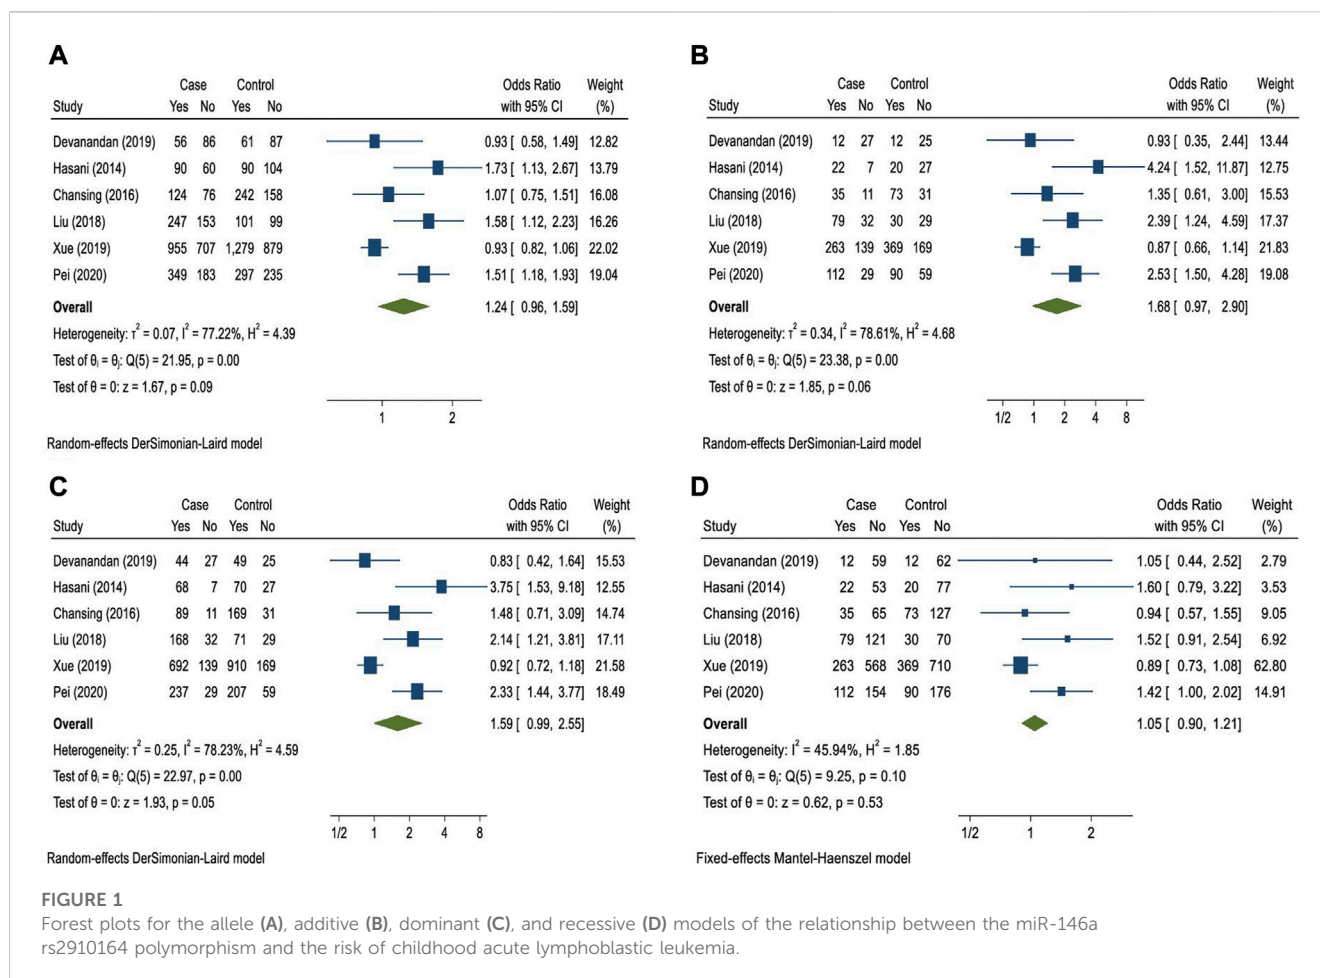 A
Case Control Odds Ratio Weight
Study Yes No Yes No with 95% CI (%)
Devanandan (2019) 56 86 61 87 0.93 [ 0.58, 1.49] 12.82
Hasani (2014) 90 60 90 104 1.73 [ 1.13, 2.67] 13.79
Chansing (2016) 124 76 242 158 1.07 [ 0.75, 1.51] 16.08
Liu (2018) 247 153 101 99 1.58 [ 1.12, 2.23] 16.26
Xue (2019) 955 707 1,279 879 0.93 [ 0.82, 1.06] 22.02
Pei (2020) 349 183 297 235 1.51 [ 1.18, 1.93] 19.04
Overall 1.24 [ 0.96, 1.59]
Heterogeneity: τ² = 0.07, I² = 77.22%, H² = 4.39
Test of θᵢ = θⱼ: Q(5) = 21.95, p = 0.00
Test of θ = 0: z = 1.67, p = 0.09
1 2
Random-effects DerSimonian-Laird model
B
Case Control Odds Ratio Weight
Study Yes No Yes No with 95% CI (%)
Devanandan (2019) 12 27 12 25 0.93 [ 0.35, 2.44] 13.44
Hasani (2014) 22 7 20 27 4.24 [ 1.52, 11.87] 12.75
Chansing (2016) 35 11 73 31 1.35 [ 0.61, 3.00] 15.53
Liu (2018) 79 32 30 29 2.39 [ 1.24, 4.59] 17.37
Xue (2019) 263 139 369 169 0.87 [ 0.66, 1.14] 21.83
Pei (2020) 112 29 90 59 2.53 [ 1.50, 4.28] 19.08
Overall 1.68 [ 0.97, 2.90]
Heterogeneity: τ² = 0.34, I² = 78.61%, H² = 4.68
Test of θᵢ = θⱼ: Q(5) = 23.38, p = 0.00
Test of θ = 0: z = 1.85, p = 0.06
1/2 1 2 4 8
Random-effects DerSimonian-Laird model
C
Case Control Odds Ratio Weight
Study Yes No Yes No with 95% CI (%)
Devanandan (2019) 44 27 49 25 0.83 [ 0.42, 1.64] 15.53
Hasani (2014) 68 7 70 27 3.75 [ 1.53, 9.18] 12.55
Chansing (2016) 89 11 169 31 1.48 [ 0.71, 3.09] 14.74
Liu (2018) 168 32 71 29 2.14 [ 1.21, 3.81] 17.11
Xue (2019) 692 139 910 169 0.92 [ 0.72, 1.18] 21.58
Pei (2020) 237 29 207 59 2.33 [ 1.44, 3.77] 18.49
Overall 1.59 [ 0.99, 2.55]
Heterogeneity: τ² = 0.25, I² = 78.23%, H² = 4.59
Test of θᵢ = θⱼ: Q(5) = 22.97, p = 0.00
Test of θ = 0: z = 1.93, p = 0.05
1/2 1 2 4 8
Random-effects DerSimonian-Laird model
D
Case Control Odds Ratio Weight
Study Yes No Yes No with 95% CI (%)
Devanandan (2019) 12 59 12 62 1.05 [ 0.44, 2.52] 2.79
Hasani (2014) 22 53 20 77 1.60 [ 0.79, 3.22] 3.53
Chansing (2016) 35 65 73 127 0.94 [ 0.57, 1.55] 9.05
Liu (2018) 79 121 30 70 1.52 [ 0.91, 2.54] 6.92
Xue (2019) 263 568 369 710 0.89 [ 0.73, 1.08] 62.80
Pei (2020) 112 154 90 176 1.42 [ 1.00, 2.02] 14.91
Overall 1.05 [ 0.90, 1.21]
Heterogeneity: I² = 45.94%, H² = 1.85
Test of θᵢ = θⱼ: Q(5) = 9.25, p = 0.10
Test of θ = 0: z = 0.62, p = 0.53
1/2 1 2
Fixed-effects Mantel-Haenszel model
FIGURE 1
Forest plots for the allele (A), additive (B), dominant (C), and recessive (D) models of the relationship between the miR-146a
rs2910164 polymorphism and the risk of childhood acute lymphoblastic leukemia.